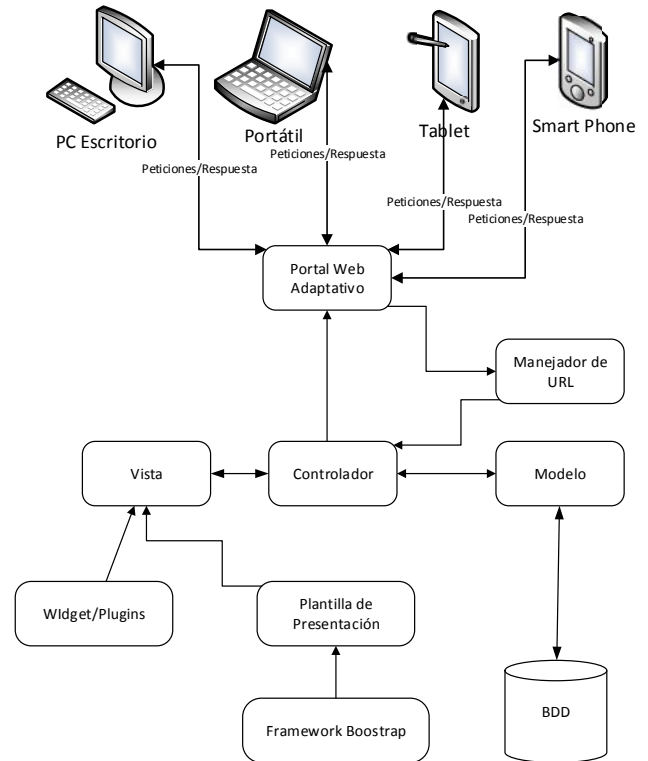 PC Escritorio
Portátil
Tablet
Smart Phone
Peticiones/Respuesta
Peticiones/Respuesta
Peticiones/Respuesta
Peticiones/Respuesta
Portal Web
Adaptativo
Manejador de
URL
Vista
Controlador
Modelo
WIdget/Plugins
Plantilla de
Presentación
Framework Boostrap
BDD